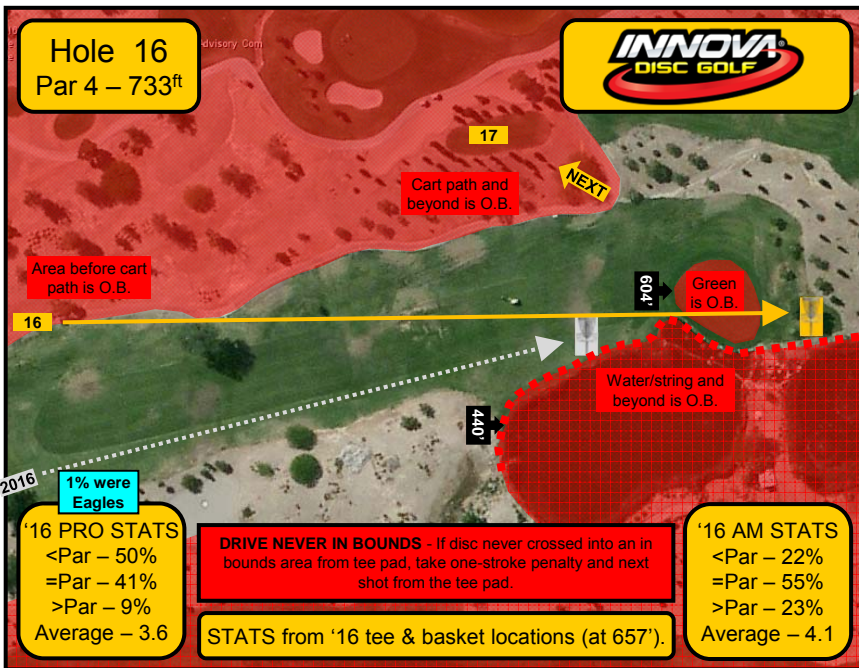 Hole 16
Par 4 – 733ft
dvisory Com
INNOVA®
DISC GOLF
17
NEXT
Cart path and
beyond is O.B.
Area before cart
path is O.B.
16
604'
Green
is O.B.
Water/string and
beyond is O.B.
440'
2016
1% were
Eagles
'16 PRO STATS
<Par – 50%
=Par – 41%
>Par – 9%
Average – 3.6
DRIVE NEVER IN BOUNDS - If disc never crossed into an in
bounds area from tee pad, take one-stroke penalty and next
shot from the tee pad.
STATS from '16 tee & basket locations (at 657').
'16 AM STATS
<Par – 22%
=Par – 55%
>Par – 23%
Average – 4.1